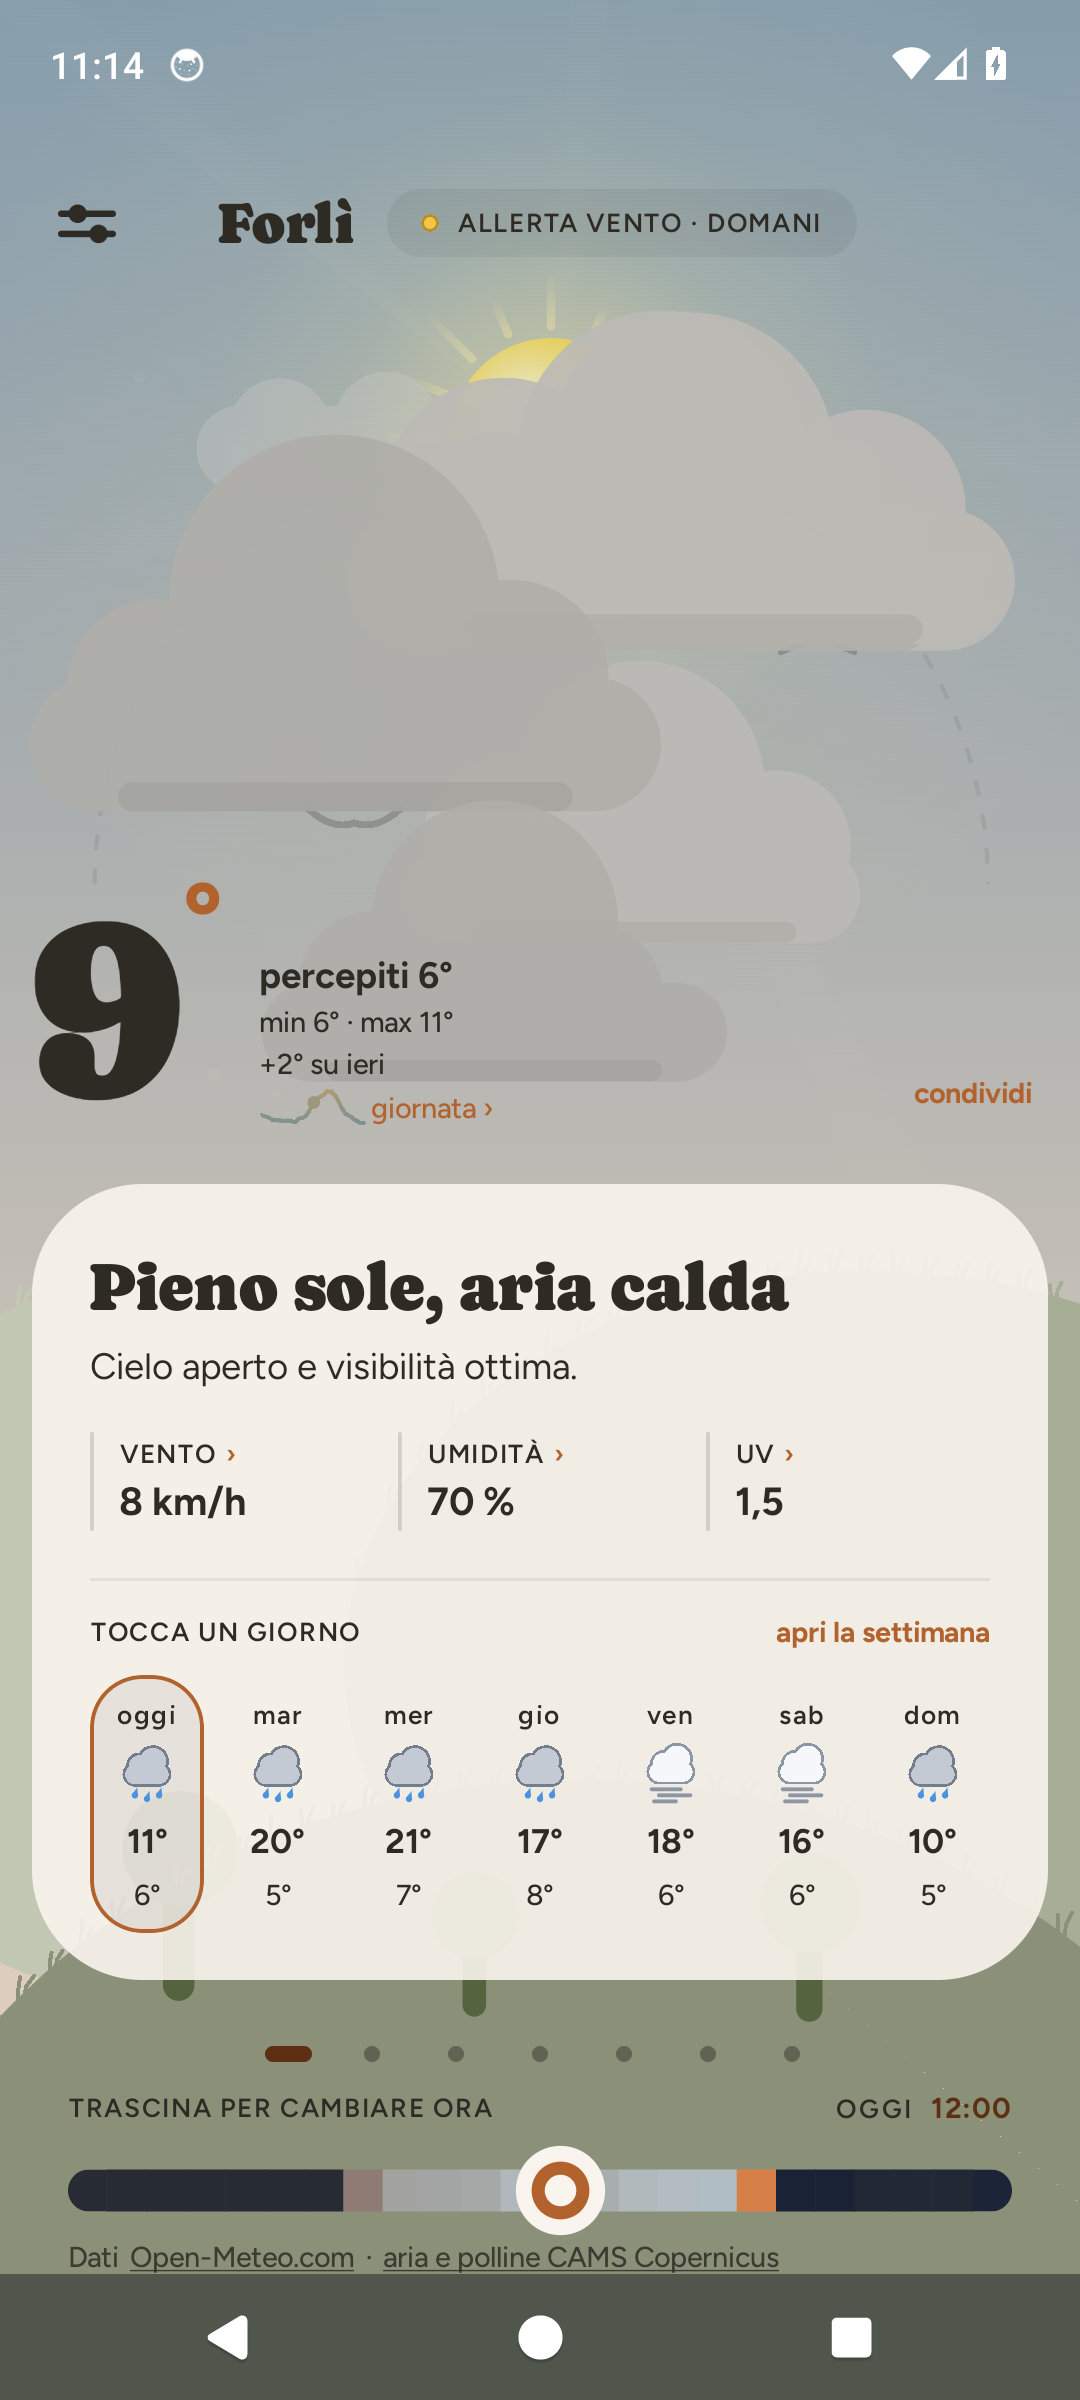 11:14
Forlì
ALLERTA VENTO · DOMANI
9°
percepiti 6°
min 6° · max 11°
+2° su ieri
giornata ›
condividi
Pieno sole, aria calda
Cielo aperto e visibilità ottima.
VENTO › UMIDITÀ › UV ›
8 km/h 70 % 1,5
TOCCA UN GIORNO apri la settimana
oggi mar mer gio ven sab dom
11° 20° 21° 17° 18° 16° 10°
6° 5° 7° 8° 6° 6° 5°
TRASCINA PER CAMBIARE ORA OGGI 12:00
Dati Open-Meteo.com · aria e polline CAMS Copernicus